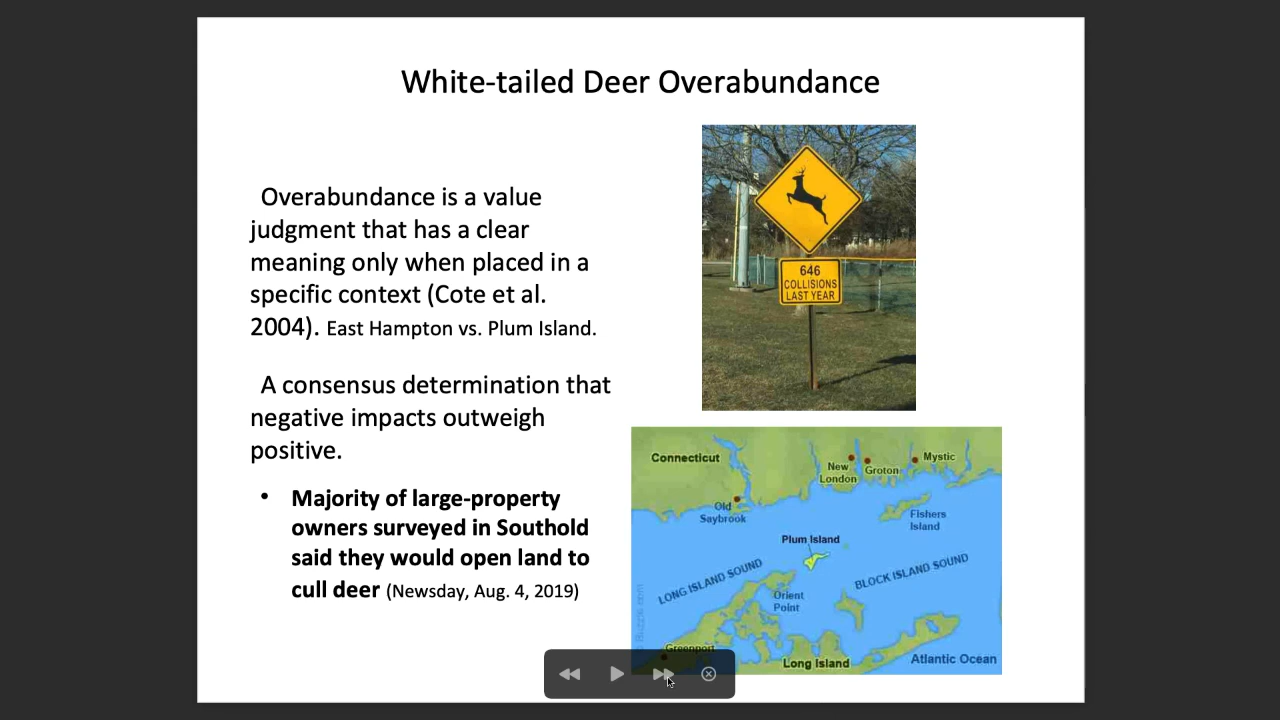 White-tailed Deer Overabundance
Overabundance is a value
judgment that has a clear
meaning only when placed in a
specific context (Cote et al.
2004). East Hampton vs. Plum Island.
A consensus determination that
negative impacts outweigh
positive.
• Majority of large-property
owners surveyed in Southold
said they would open land to
cull deer (Newsday, Aug. 4, 2019)
646
COLLISIONS
LAST YEAR
Connecticut
New
London
Groton
Mystic
Old
Saybrook
Fishers
Island
Plum Island
LONG ISLAND SOUND
BLOCK ISLAND SOUND
Orient
Point
Greenport
Long Island
Atlantic Ocean